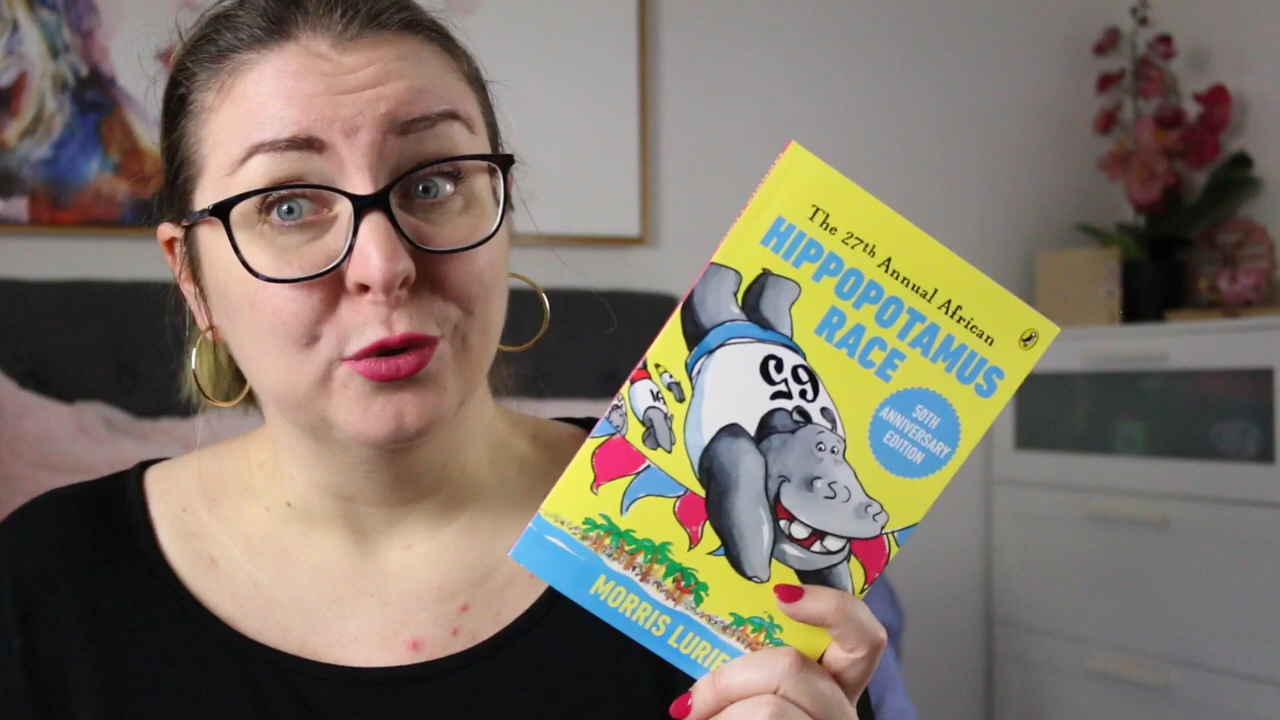 The 27th Annual African
HIPPOPOTAMUS
RACE
50TH
ANNIVERSARY
EDITION
65
MORRIS LURIE